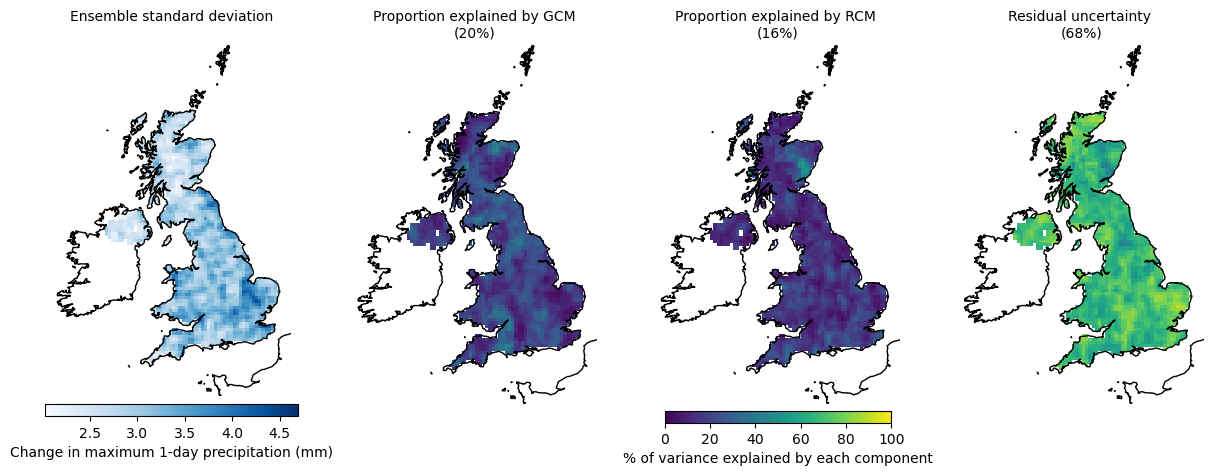 Ensemble standard deviation
Proportion explained by GCM
(20%)
Proportion explained by RCM
(16%)
Residual uncertainty
(68%)
2.5 3.0 3.5 4.0 4.5
Change in maximum 1-day precipitation (mm)
0 20 40 60 80 100
% of variance explained by each component